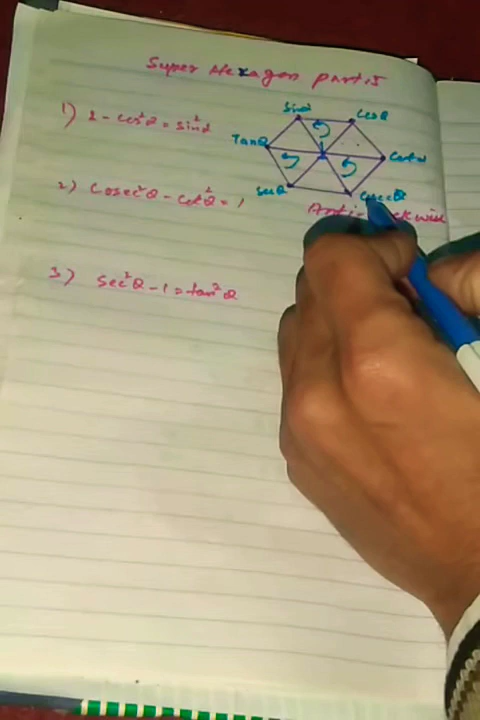 Super Hexagon part:5
1) 1 - cos²θ = sin²θ
Sinθ
Cosθ
Tanθ
1
Cotθ
2) Cosec²θ - cot²θ = 1
secθ
Cosecθ
3) sec²θ - 1 = tan²θ